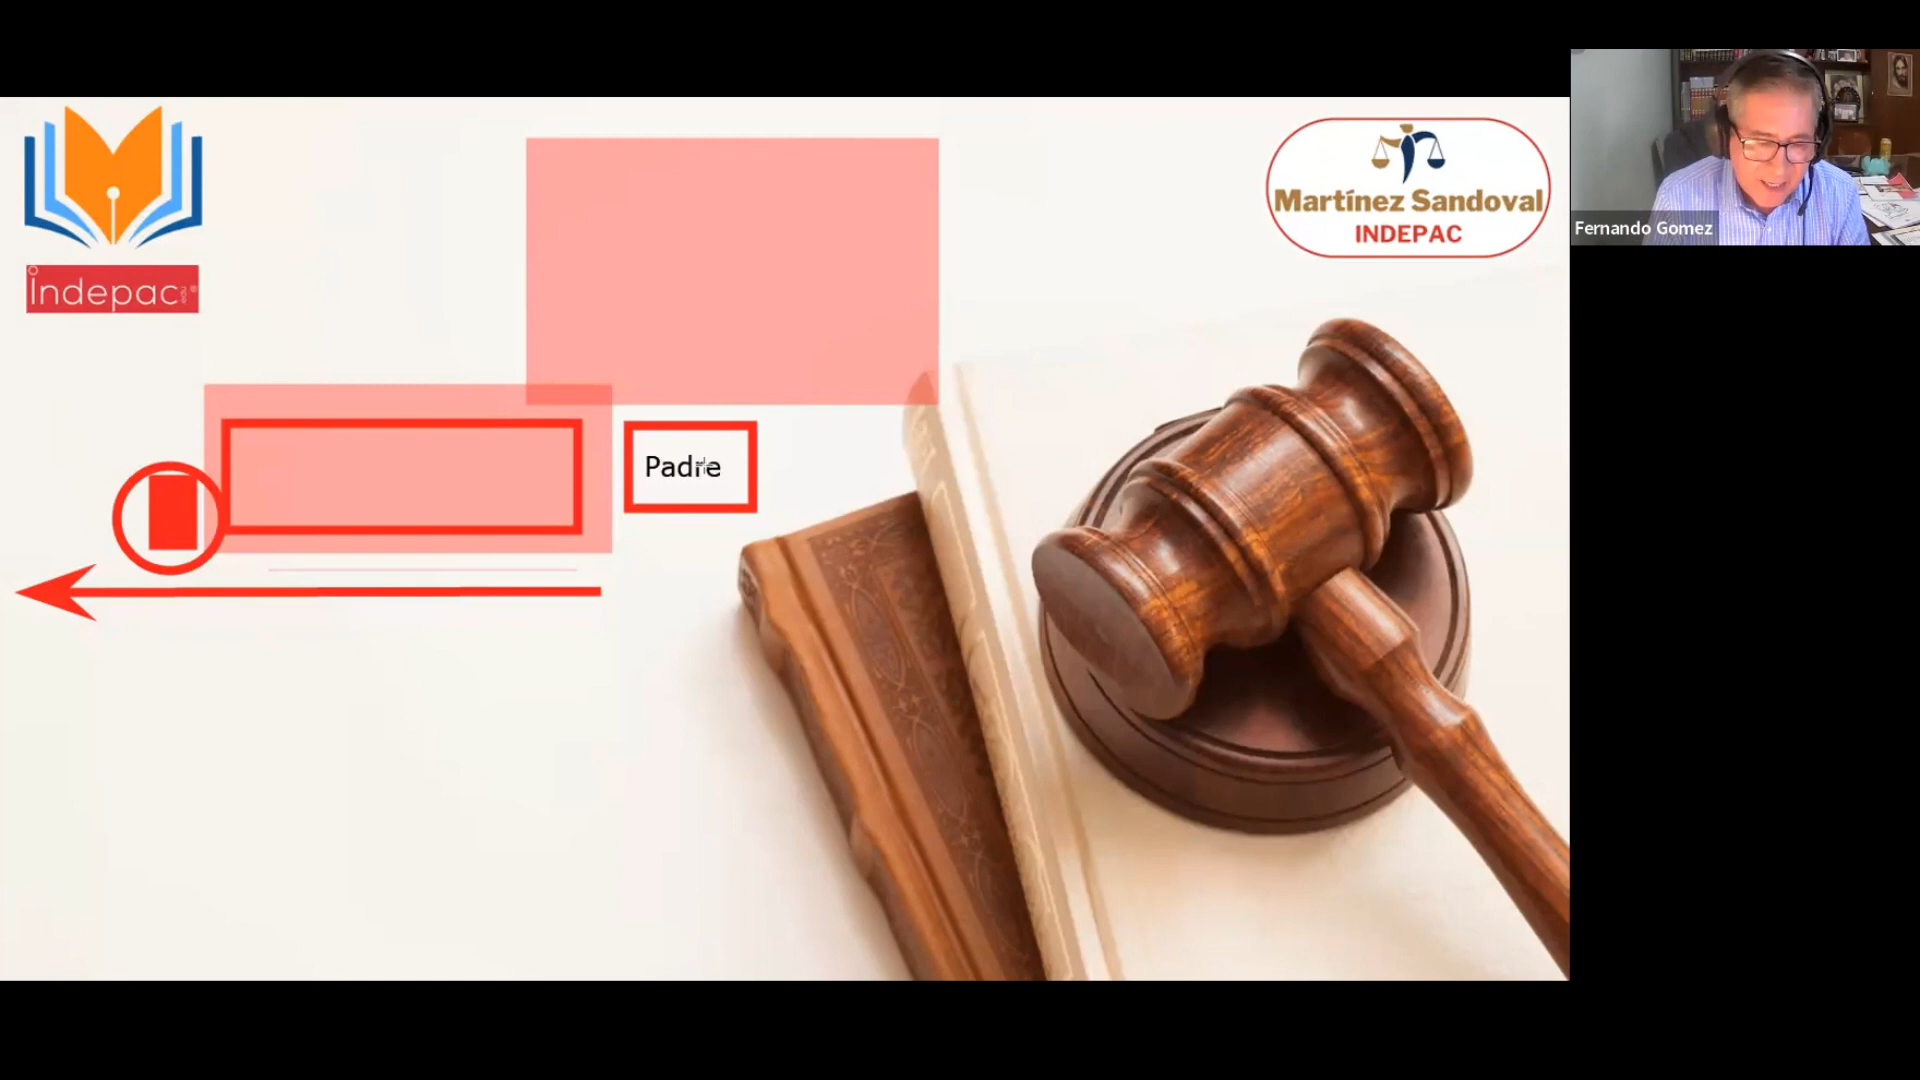 indepac
Martínez Sandoval
INDEPAC
Fernando Gomez
Padre